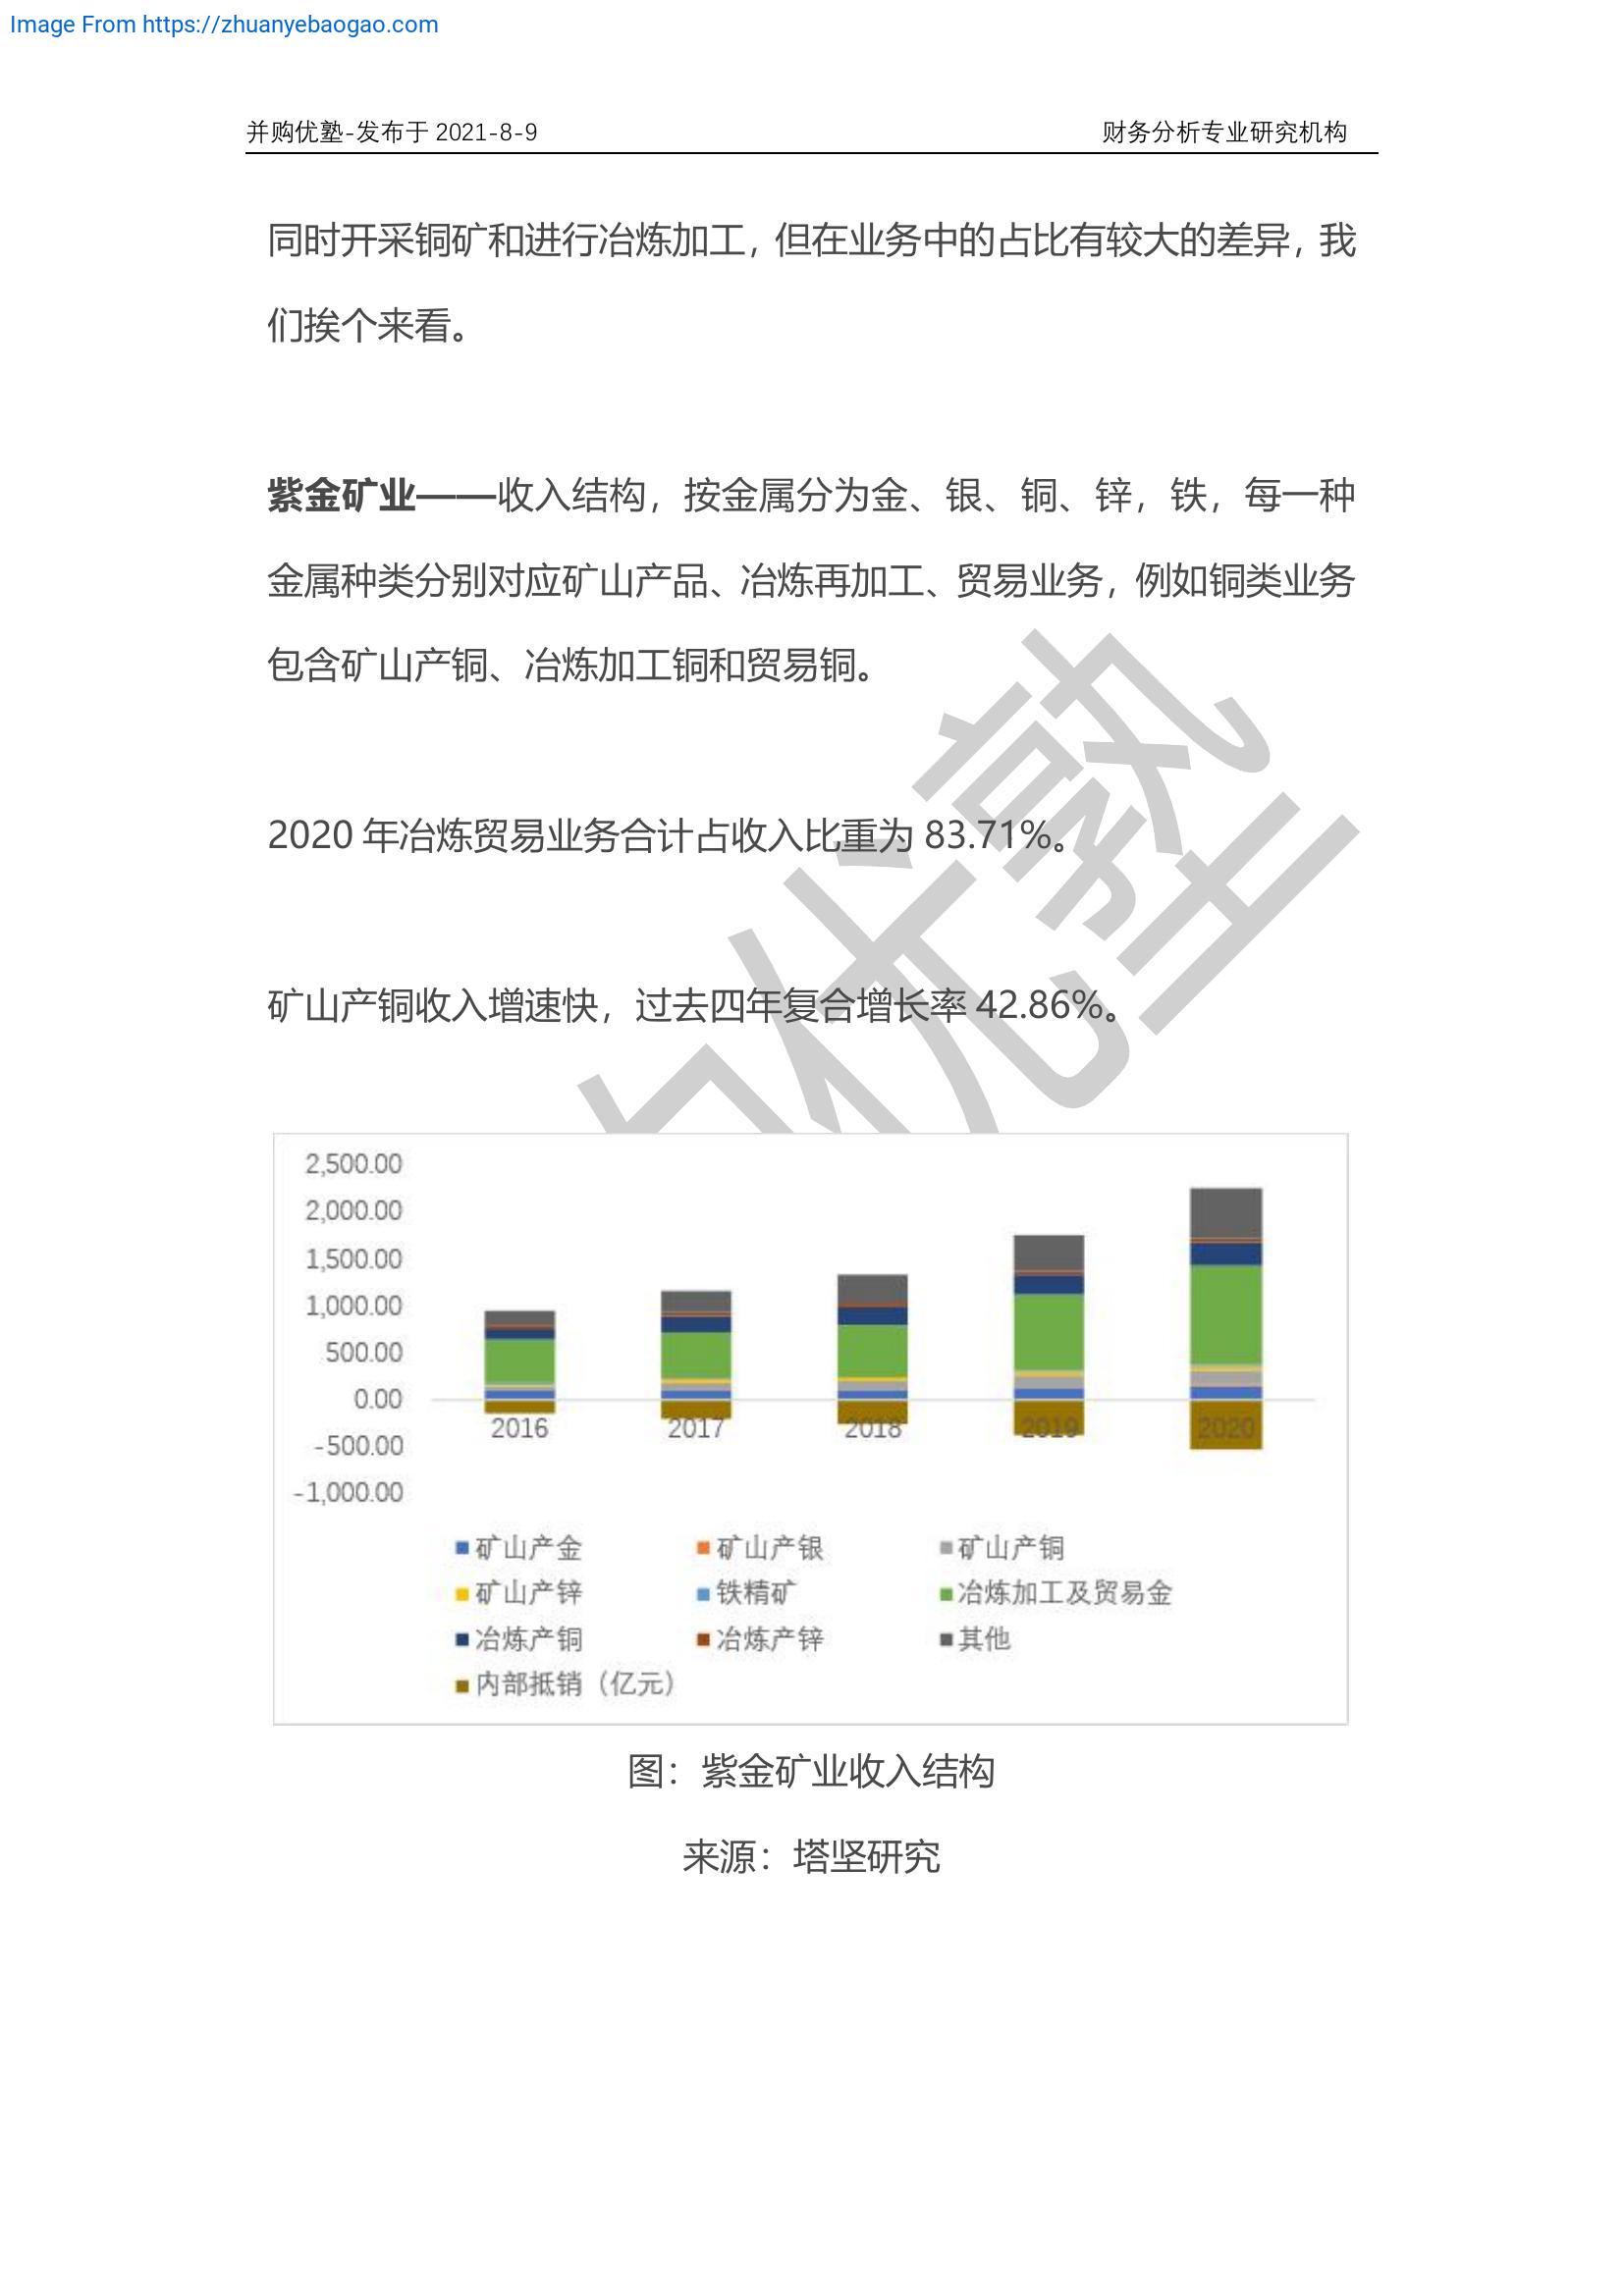 Image From https://zhuanyebaogao.com
并购优塾-发布于 2021-8-9 财务分析专业研究机构
同时开采铜矿和进行冶炼加工，但在业务中的占比有较大的差异，我
们挨个来看。
紫金矿业——收入结构，按金属分为金、银、铜、锌，铁，每一种
金属种类分别对应矿山产品、冶炼再加工、贸易业务，例如铜类业务
包含矿山产铜、冶炼加工铜和贸易铜。
2020 年冶炼贸易业务合计占收入比重为 83.71%。
矿山产铜收入增速快，过去四年复合增长率 42.86%。
优塾
2,500.00
2,000.00
1,500.00
1,000.00
500.00
0.00
-500.00
-1,000.00
2016 2017 2018 2019 2020
矿山产金 矿山产银 矿山产铜
矿山产锌 铁精矿 冶炼加工及贸易金
冶炼产铜 冶炼产锌 其他
内部抵销（亿元）
图：紫金矿业收入结构
来源：塔坚研究